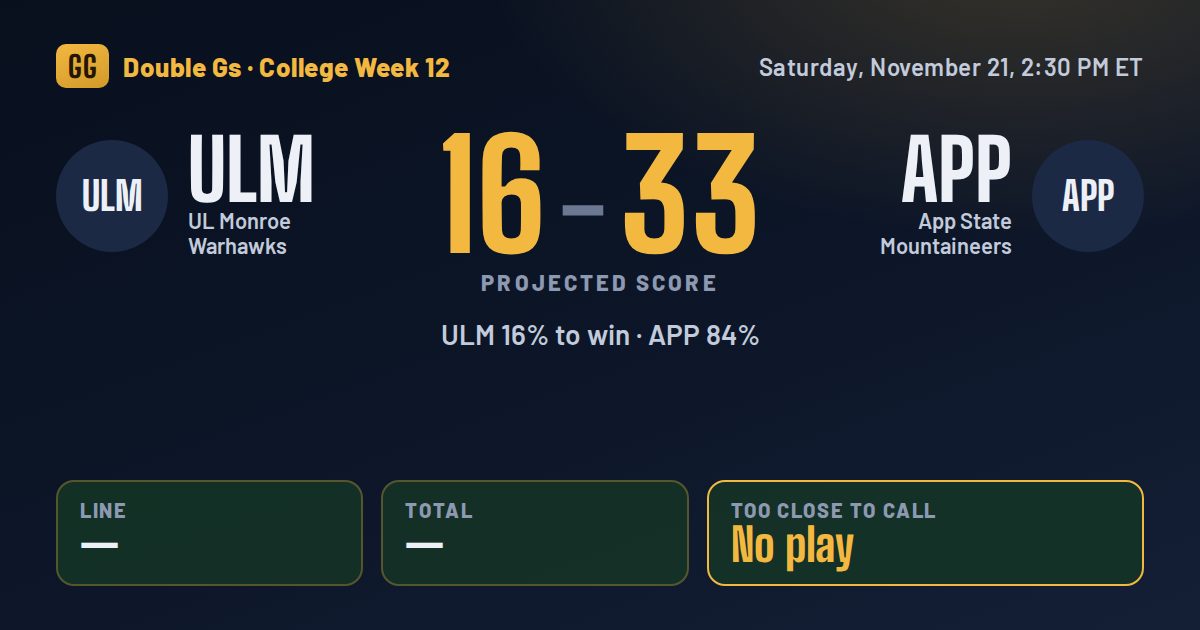 GG
Double Gs · College Week 12
Saturday, November 21, 2:30 PM ET
ULM
ULM
UL Monroe
Warhawks
16 – 33
PROJECTED SCORE
ULM 16% to win · APP 84%
APP
App State
Mountaineers
APP
LINE
—
TOTAL
—
TOO CLOSE TO CALL
No play